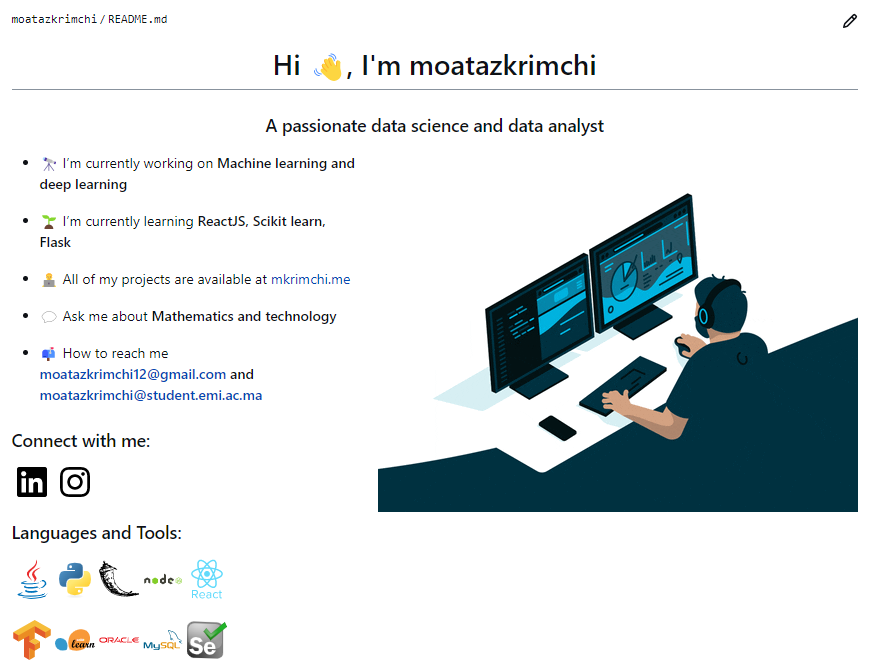 moatazkrimchi/README.md
Hi 👋, I'm moatazkrimchi
A passionate data science and data analyst
🔭 I’m currently working on Machine learning and
deep learning
🌱 I’m currently learning ReactJS, Scikit learn,
Flask
👨‍💻 All of my projects are available at mkrimchi.me
💬 Ask me about Mathematics and technology
📫 How to reach me
moatazkrimchi12@gmail.com and
moatazkrimchi@student.emi.ac.ma
Connect with me:
in
Languages and Tools:
node
React
learn ORACLE MySQL Se